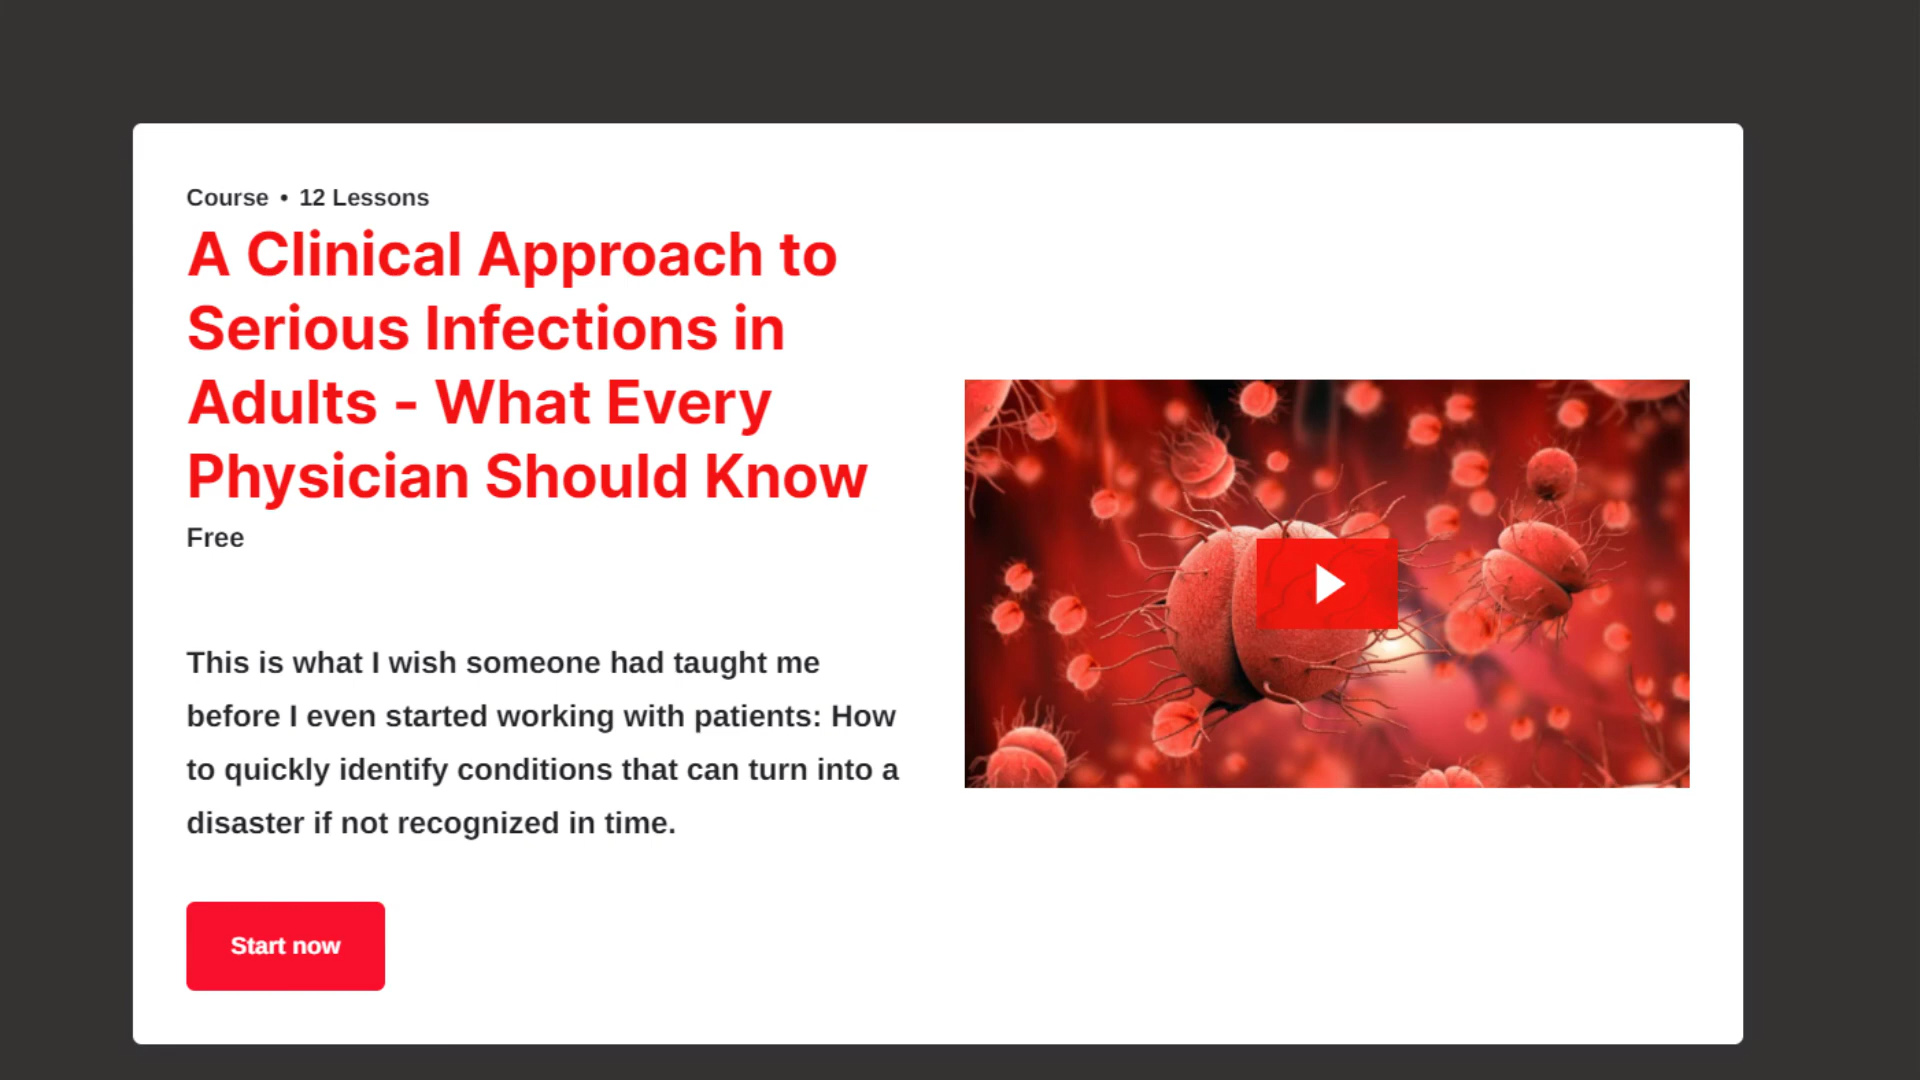 Course • 12 Lessons
A Clinical Approach to
Serious Infections in
Adults - What Every
Physician Should Know
Free
This is what I wish someone had taught me
before I even started working with patients: How
to quickly identify conditions that can turn into a
disaster if not recognized in time.
Start now